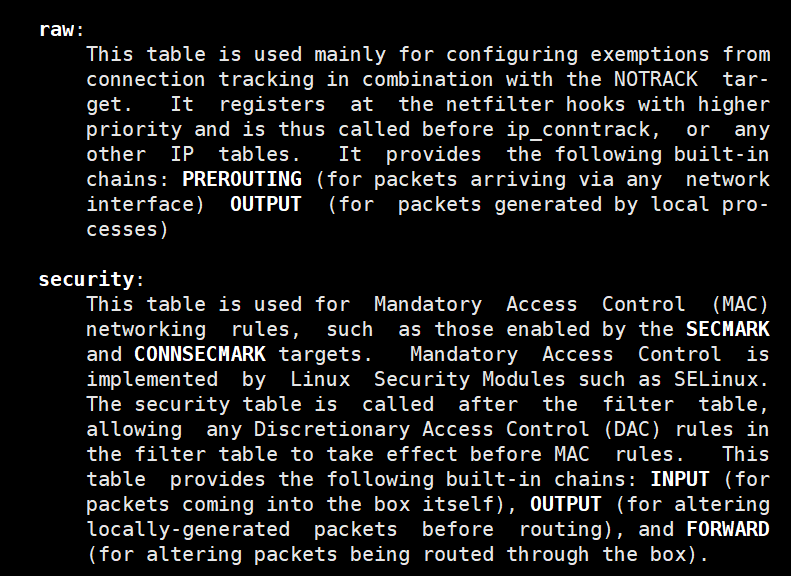 raw:
This table is used mainly for configuring exemptions from
connection tracking in combination with the NOTRACK tar-
get. It registers at the netfilter hooks with higher
priority and is thus called before ip_conntrack, or any
other IP tables. It provides the following built-in
chains: PREROUTING (for packets arriving via any network
interface) OUTPUT (for packets generated by local pro-
cesses)
security:
This table is used for Mandatory Access Control (MAC)
networking rules, such as those enabled by the SECMARK
and CONNSECMARK targets. Mandatory Access Control is
implemented by Linux Security Modules such as SELinux.
The security table is called after the filter table,
allowing any Discretionary Access Control (DAC) rules in
the filter table to take effect before MAC rules. This
table provides the following built-in chains: INPUT (for
packets coming into the box itself), OUTPUT (for altering
locally-generated packets before routing), and FORWARD
(for altering packets being routed through the box).